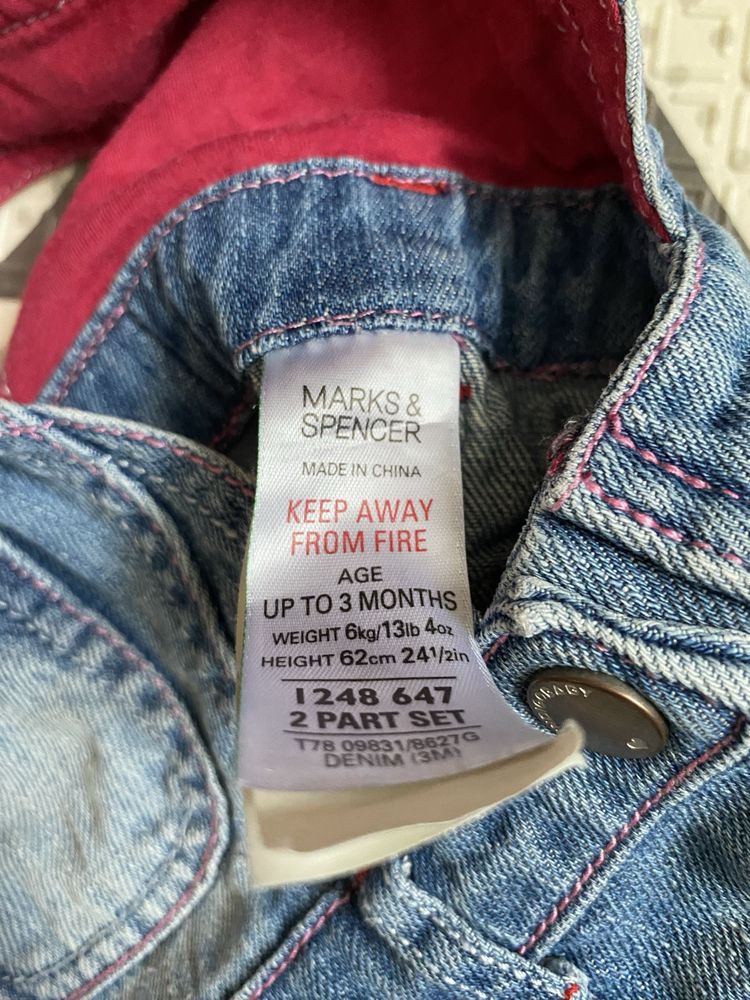 MARKS &
SPENCER
MADE IN CHINA
KEEP AWAY
FROM FIRE
AGE
UP TO 3 MONTHS
WEIGHT 6kg/13lb 4oz
HEIGHT 62cm 241/2in
1248 647
2 PART SET
T78 09831/8627G
DENIM (3M)
BABY